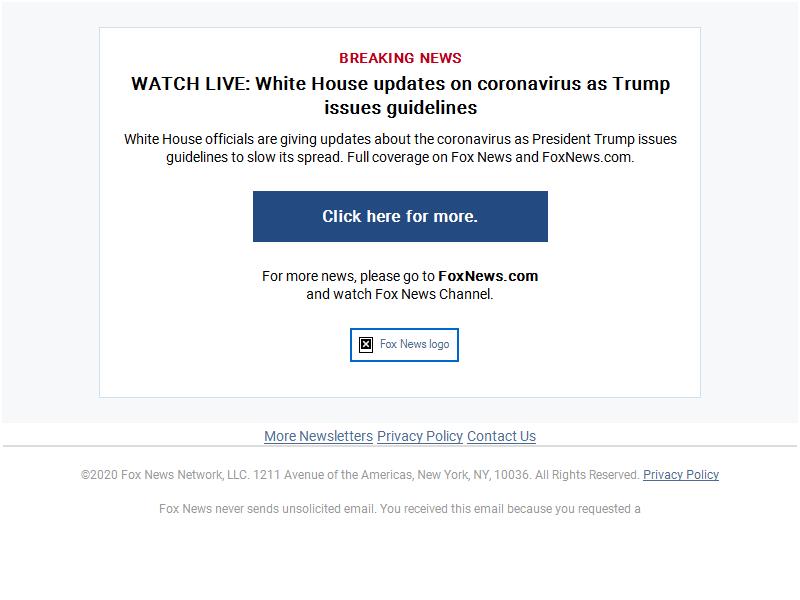 BREAKING NEWS
WATCH LIVE: White House updates on coronavirus as Trump
issues guidelines
White House officials are giving updates about the coronavirus as President Trump issues
guidelines to slow its spread. Full coverage on Fox News and FoxNews.com.
Click here for more.
For more news, please go to FoxNews.com
and watch Fox News Channel.
Fox News logo
More Newsletters Privacy Policy Contact Us
©2020 Fox News Network, LLC. 1211 Avenue of the Americas, New York, NY, 10036. All Rights Reserved. Privacy Policy
Fox News never sends unsolicited email. You received this email because you requested a